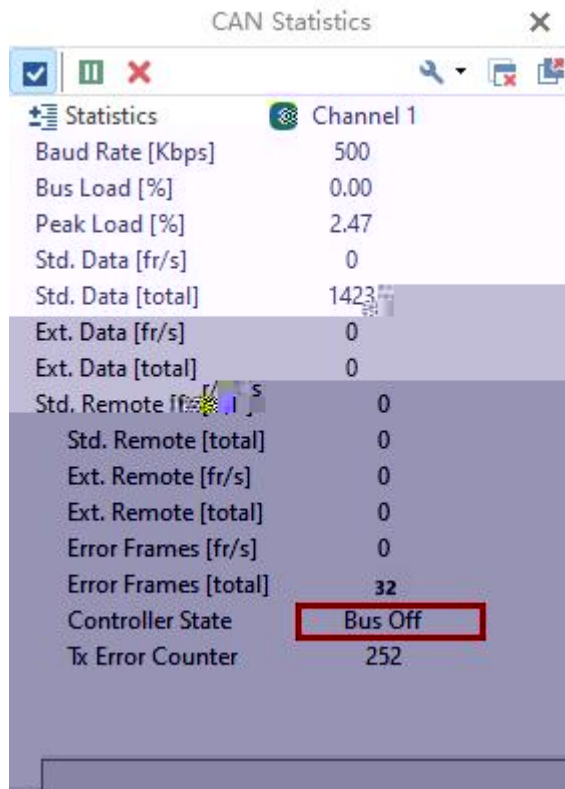 CAN Statistics
Statistics Channel 1
Baud Rate [Kbps] 500
Bus Load [%] 0.00
Peak Load [%] 2.47
Std. Data [fr/s] 0
Std. Data [total] 1423
Ext. Data [fr/s] 0
Ext. Data [total] 0
Std. Remote 0
Std. Remote [total] 0
Ext. Remote [fr/s] 0
Ext. Remote [total] 0
Error Frames [fr/s] 0
Error Frames [total] 32
Controller State Bus Off
Tx Error Counter 252